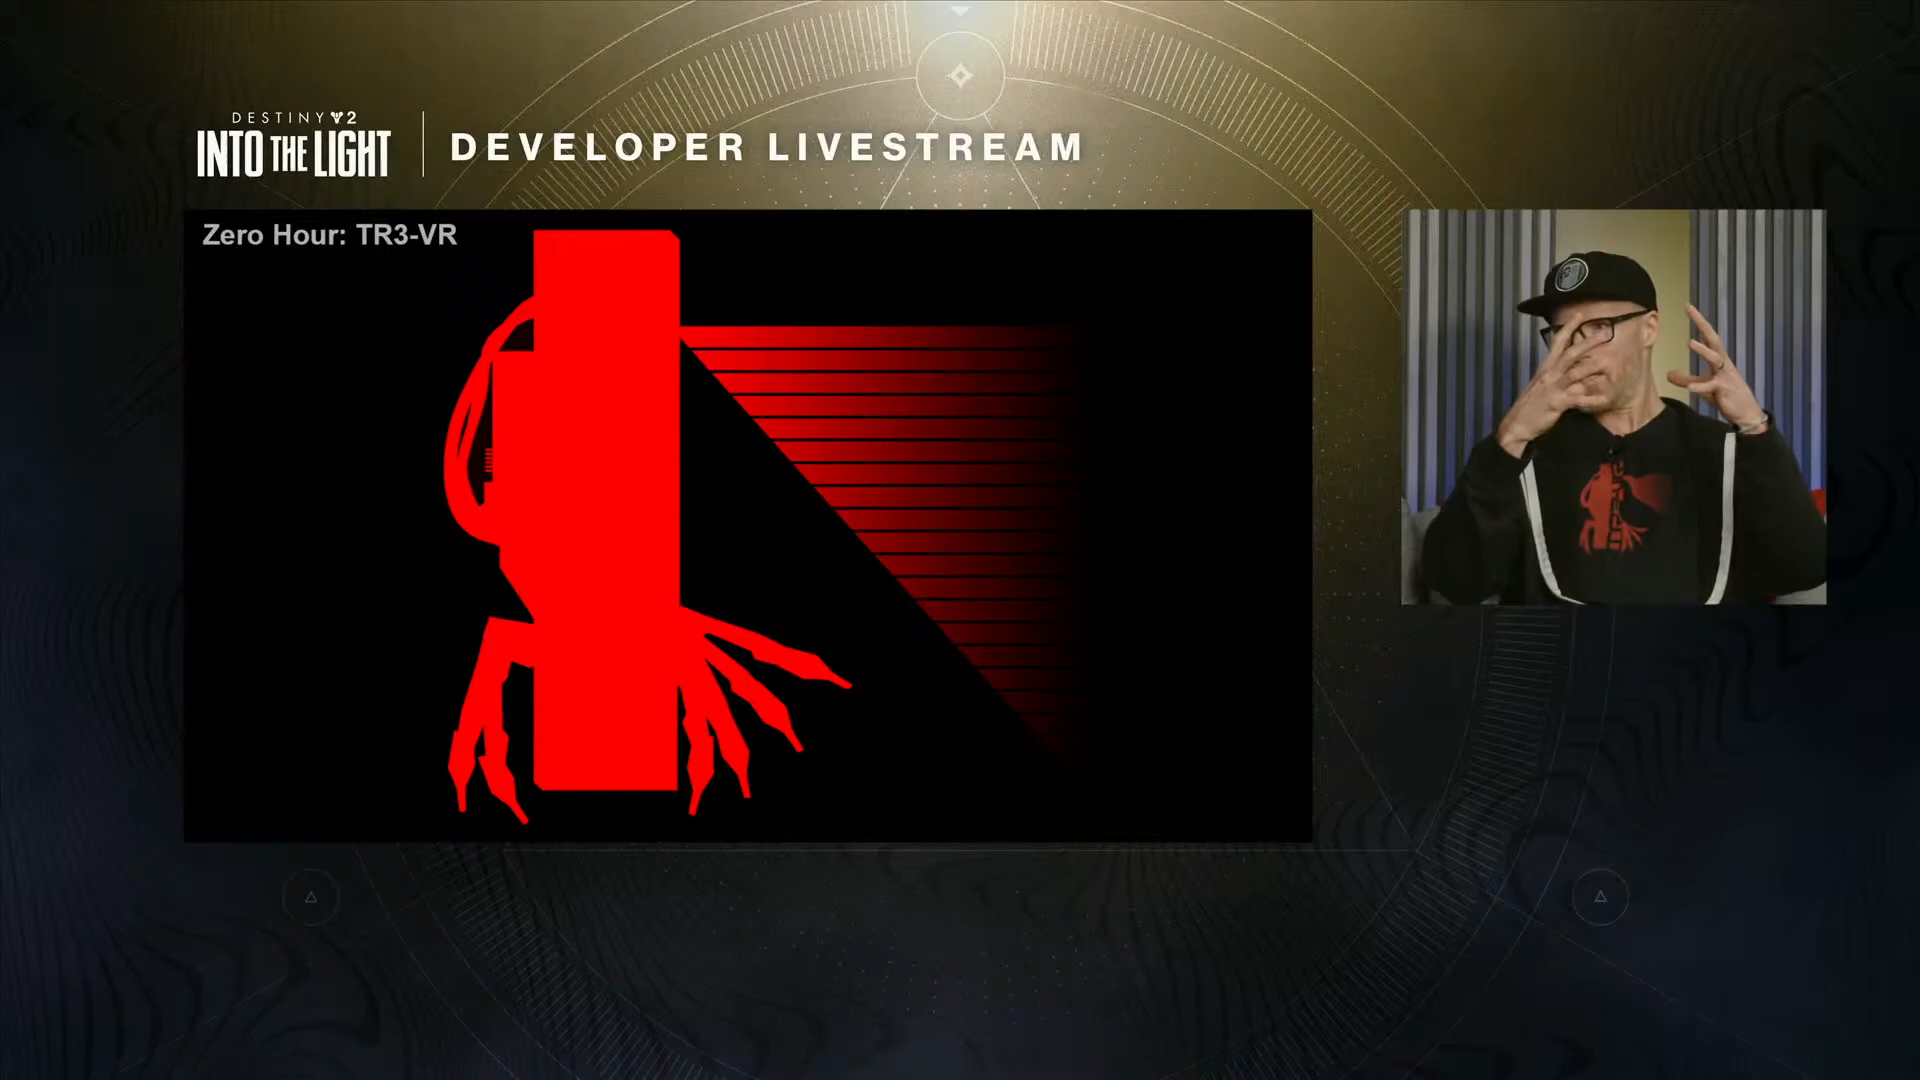 DESTINY 2
INTO THE LIGHT
DEVELOPER LIVESTREAM
Zero Hour: TR3-VR